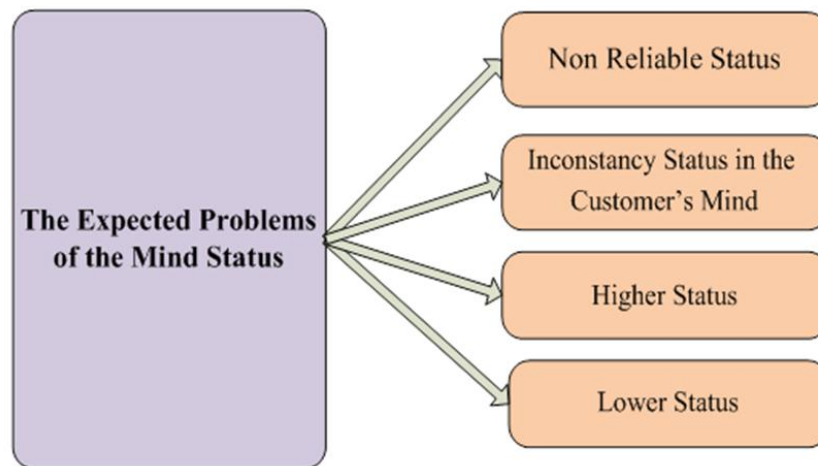 The Expected Problems
of the Mind Status
Non Reliable Status
Inconstancy Status in the
Customer's Mind
Higher Status
Lower Status